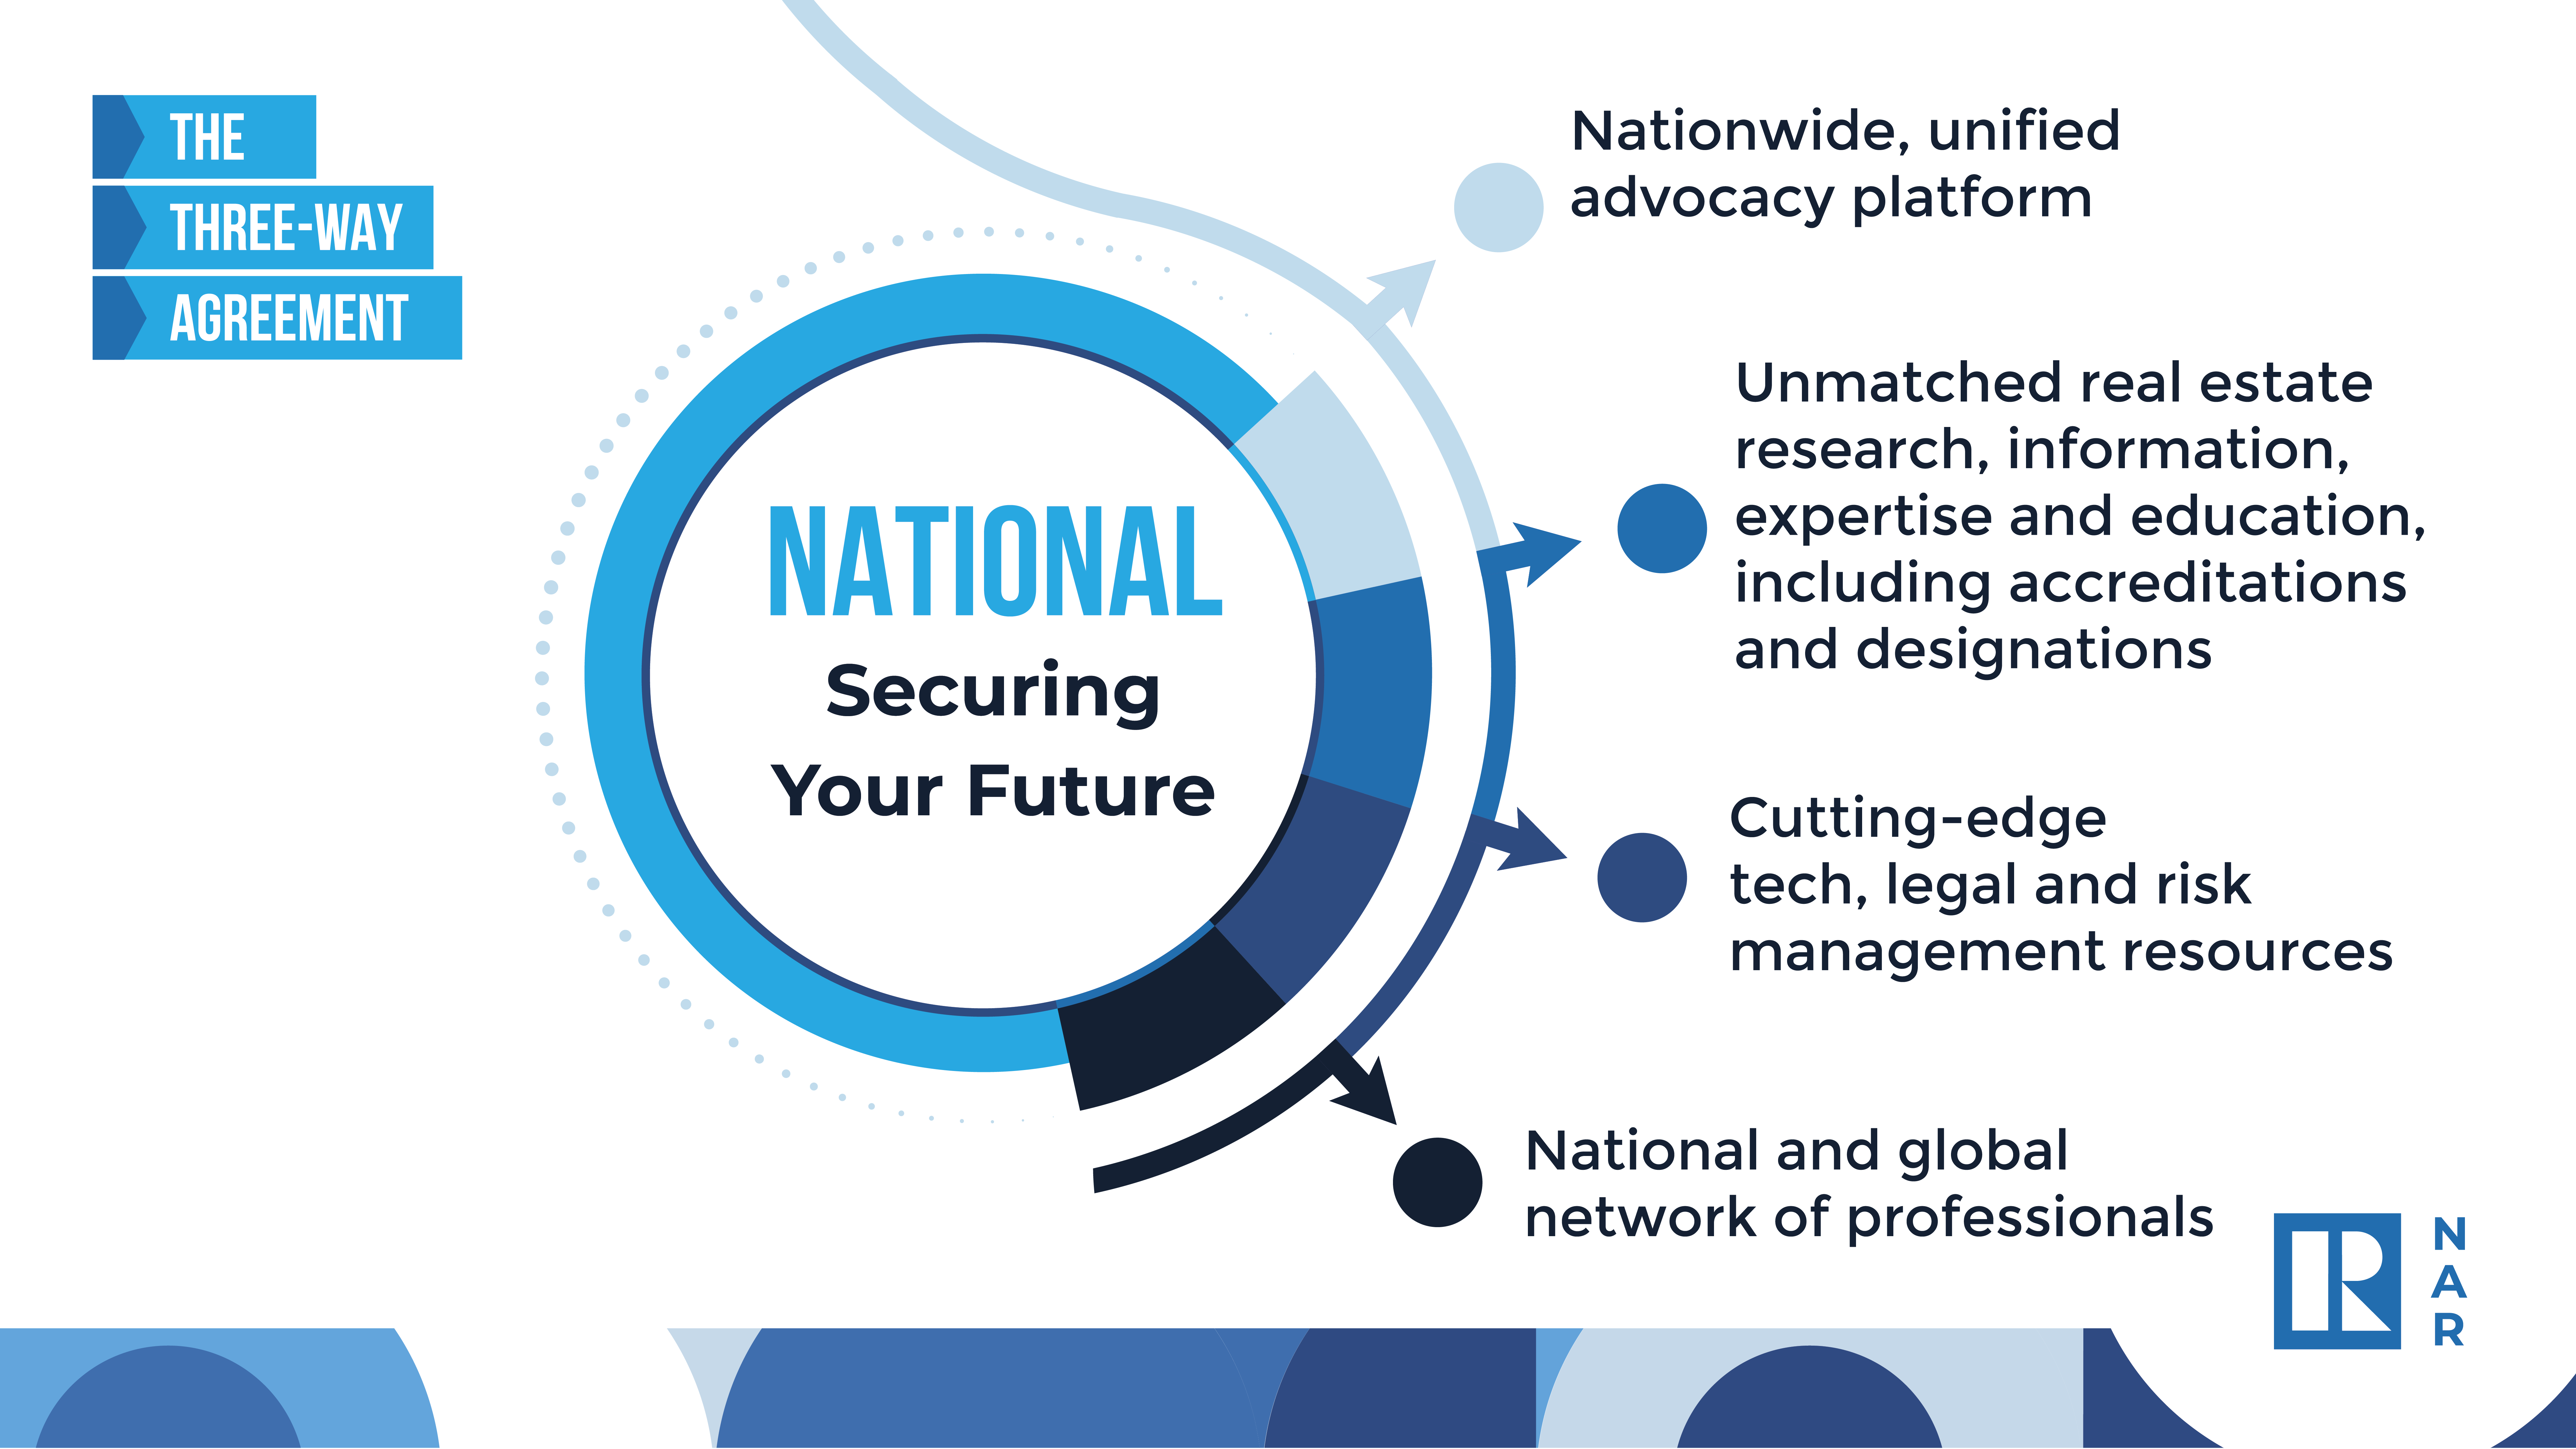 THE
THREE-WAY
AGREEMENT
NATIONAL
Securing
Your Future
Nationwide, unified
advocacy platform
Unmatched real estate
research, information,
expertise and education,
including accreditations
and designations
Cutting-edge
tech, legal and risk
management resources
National and global
network of professionals
R
N
A
R